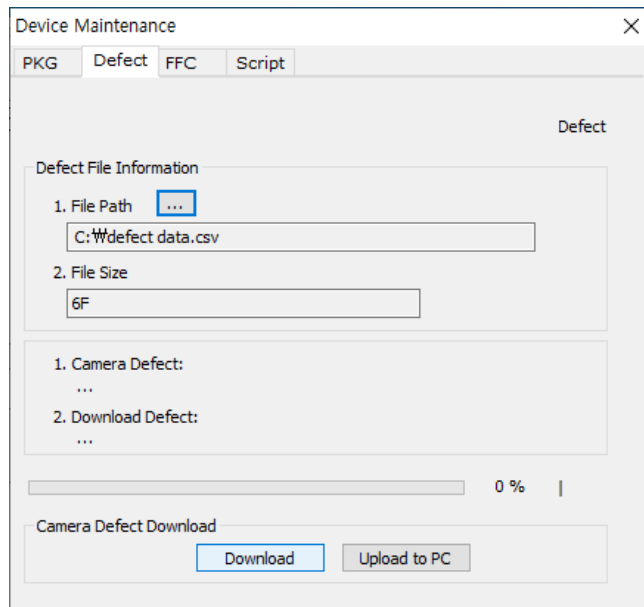 Device Maintenance
PKG Defect FFC Script
Defect
Defect File Information
1. File Path ...
C:₩defect data.csv
2. File Size
6F
1. Camera Defect:
...
2. Download Defect:
...
0 %
Camera Defect Download
Download Upload to PC